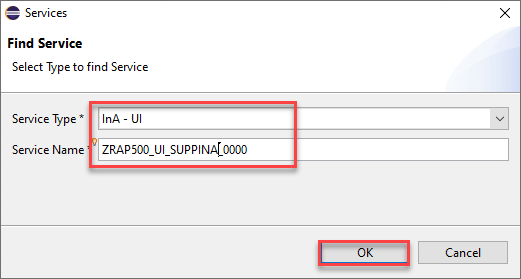 Services
Find Service
Select Type to find Service
Service Type * InA - UI
Service Name * ZRAP500_UI_SUPPINA_0000
OK Cancel